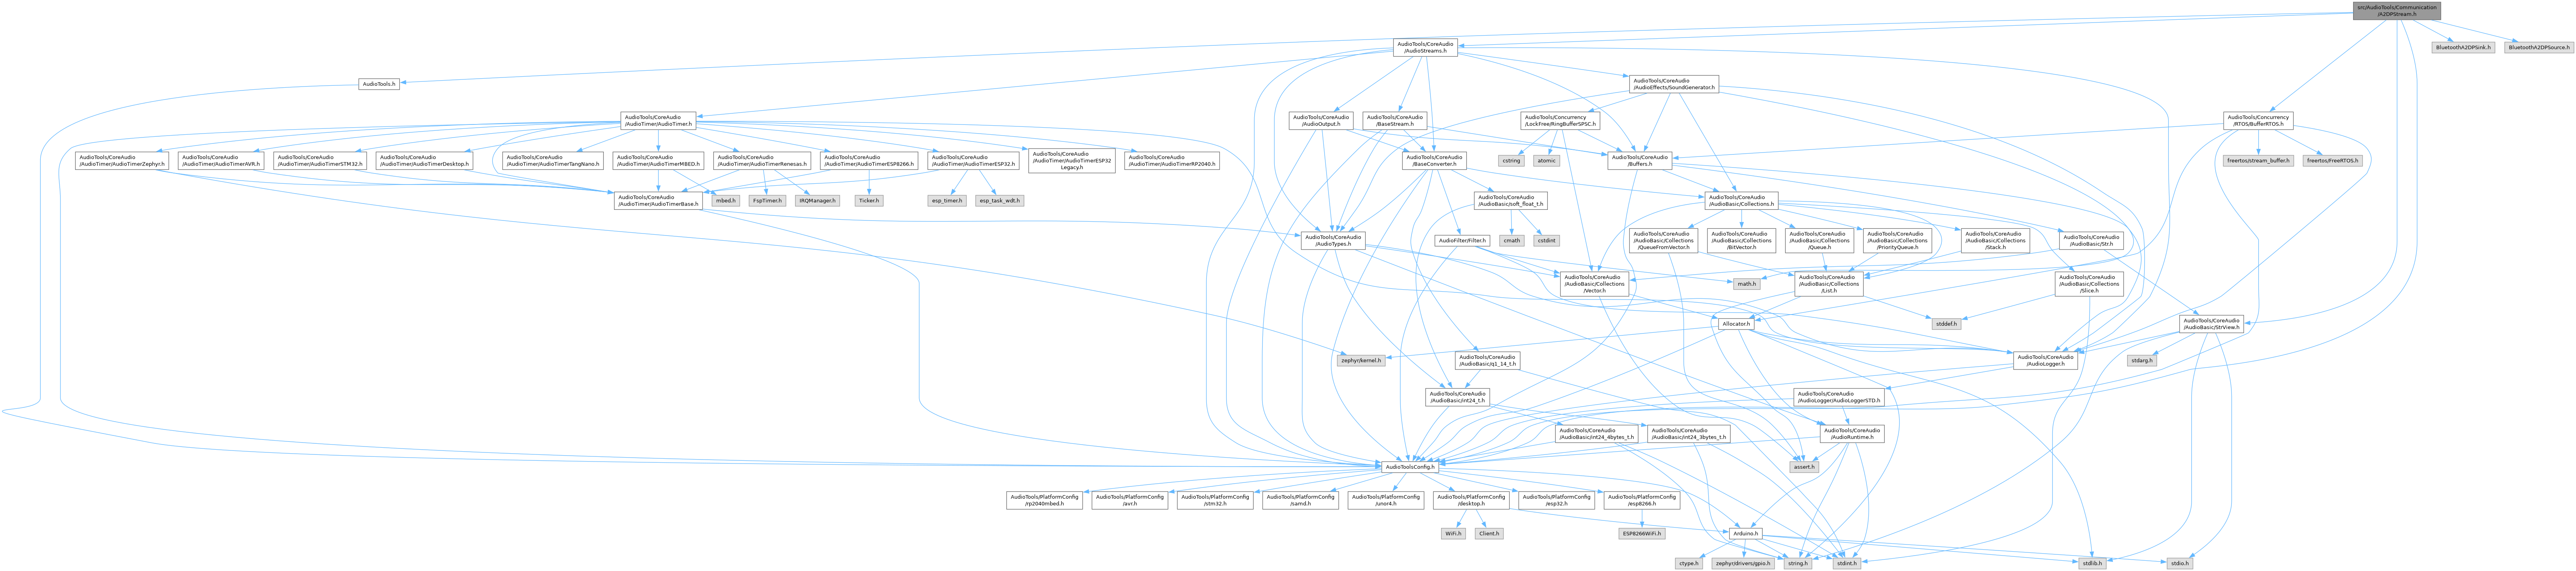 src/AudioTools/Communication
/A2DPStream.h
AudioTools/CoreAudio
/AudioStreams.h
BluetoothA2DPSink.h
BluetoothA2DPSource.h
AudioTools.h
AudioTools/CoreAudio
/AudioEffects/SoundGenerator.h
AudioTools/CoreAudio
/AudioTimer/AudioTimer.h
AudioTools/CoreAudio
/AudioOutput.h
AudioTools/CoreAudio
/BaseStream.h
AudioTools/Concurrency
/LockFree/RingBufferSPSC.h
AudioTools/Concurrency
/RTOS/BufferRTOS.h
AudioTools/CoreAudio
/AudioTimer/AudioTimerZephyr.h
AudioTools/CoreAudio
/AudioTimer/AudioTimerAVR.h
AudioTools/CoreAudio
/AudioTimer/AudioTimerSTM32.h
AudioTools/CoreAudio
/AudioTimer/AudioTimerDesktop.h
AudioTools/CoreAudio
/AudioTimer/AudioTimerTangNano.h
AudioTools/CoreAudio
/AudioTimer/AudioTimerMBED.h
AudioTools/CoreAudio
/AudioTimer/AudioTimerRenesas.h
AudioTools/CoreAudio
/AudioTimer/AudioTimerESP8266.h
AudioTools/CoreAudio
/AudioTimer/AudioTimerESP32.h
AudioTools/CoreAudio
/AudioTimer/AudioTimerESP32
Legacy.h
AudioTools/CoreAudio
/AudioTimer/AudioTimerRP2040.h
AudioTools/CoreAudio
/BaseConverter.h
cstring
atomic
AudioTools/CoreAudio
/Buffers.h
freertos/stream_buffer.h
freertos/FreeRTOS.h
AudioTools/CoreAudio
/AudioTimer/AudioTimerBase.h
mbed.h
FspTimer.h
IRQManager.h
Ticker.h
esp_timer.h
esp_task_wdt.h
AudioTools/CoreAudio
/AudioBasic/soft_float_t.h
AudioTools/CoreAudio
/AudioBasic/Collections.h
AudioTools/CoreAudio
/AudioTypes.h
AudioFilter/Filter.h
cmath
cstdint
AudioTools/CoreAudio
/AudioBasic/Collections
/QueueFromVector.h
AudioTools/CoreAudio
/AudioBasic/Collections
/BitVector.h
AudioTools/CoreAudio
/AudioBasic/Collections
/Queue.h
AudioTools/CoreAudio
/AudioBasic/Collections
/PriorityQueue.h
AudioTools/CoreAudio
/AudioBasic/Collections
/Stack.h
AudioTools/CoreAudio
/AudioBasic/Str.h
AudioTools/CoreAudio
/AudioBasic/Collections
/Vector.h
math.h
AudioTools/CoreAudio
/AudioBasic/Collections
/List.h
AudioTools/CoreAudio
/AudioBasic/Collections
/Slice.h
Allocator.h
stddef.h
AudioTools/CoreAudio
/AudioBasic/StrView.h
zephyr/kernel.h
AudioTools/CoreAudio
/AudioBasic/q1_14_t.h
AudioTools/CoreAudio
/AudioLogger.h
stdarg.h
AudioTools/CoreAudio
/AudioBasic/int24_t.h
AudioTools/CoreAudio
/AudioLogger/AudioLoggerSTD.h
AudioTools/CoreAudio
/AudioBasic/int24_4bytes_t.h
AudioTools/CoreAudio
/AudioBasic/int24_3bytes_t.h
AudioTools/CoreAudio
/AudioRuntime.h
AudioToolsConfig.h
assert.h
AudioTools/PlatformConfig
/rp2040mbed.h
AudioTools/PlatformConfig
/avr.h
AudioTools/PlatformConfig
/stm32.h
AudioTools/PlatformConfig
/samd.h
AudioTools/PlatformConfig
/unor4.h
AudioTools/PlatformConfig
/desktop.h
AudioTools/PlatformConfig
/esp32.h
AudioTools/PlatformConfig
/esp8266.h
WiFi.h
Client.h
ESP8266WiFi.h
Arduino.h
ctype.h
zephyr/drivers/gpio.h
string.h
stdint.h
stdlib.h
stdio.h